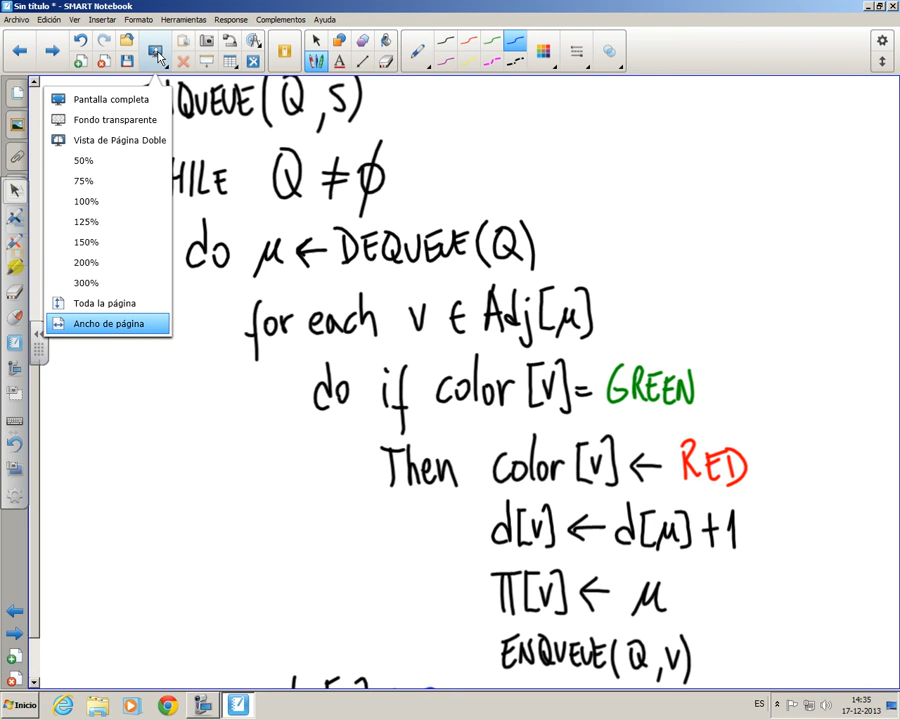 Sin título * - SMART Notebook
Archivo Edición Ver Insertar Formato Herramientas Response Complementos Ayuda
Pantalla completa
Fondo transparente
Vista de Página Doble
50%
75%
100%
125%
150%
200%
300%
Toda la página
Ancho de página
QUEUE(Q,S)
HILE Q ≠ ϕ
do μ ← DEQUEUE(Q)
for each v ∈ Adj[μ]
do if color [v] = GREEN
Then color [v] ← RED
d[v] ← d[μ] + 1
π[v] ← μ
ENQUEUE(Q,v)
Inicio
ES
14:35
17-12-2013